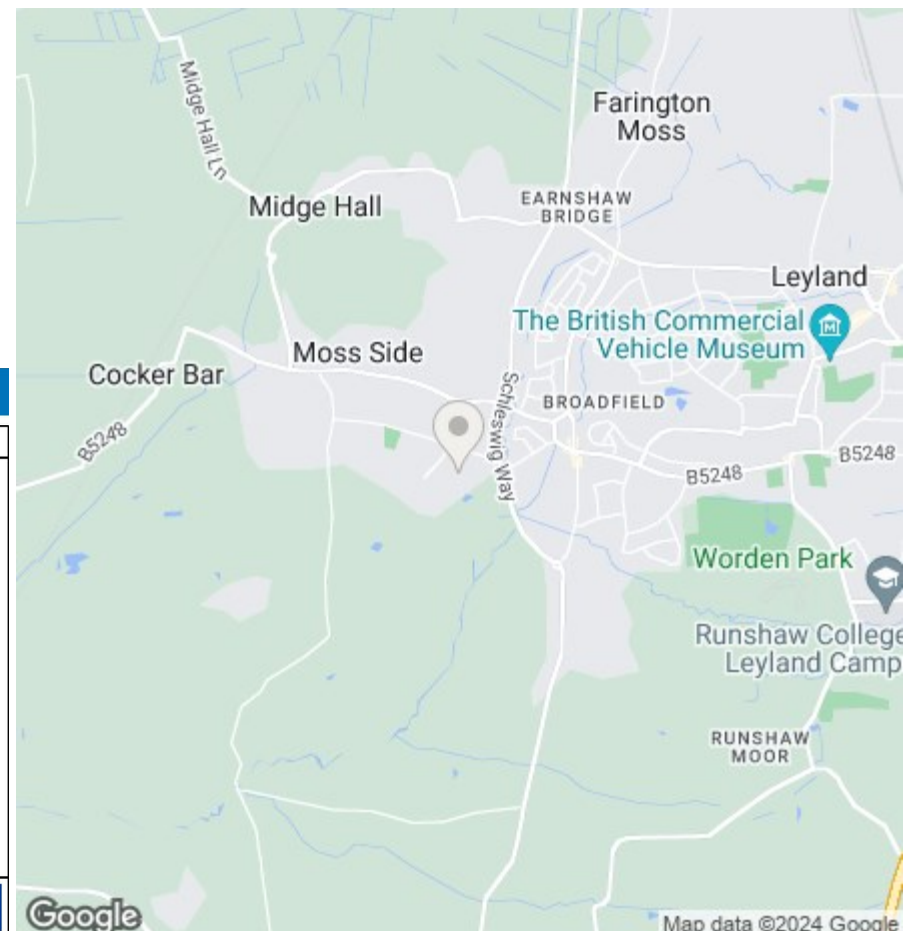 Farington
Moss
Midge Hall Ln
Midge Hall
EARNSHAW
BRIDGE
Leyland
The British Commercial
Vehicle Museum
Moss Side
Cocker Bar
Schleswig Way
BROADFIELD
B5248
B5248
B5248
Worden Park
Runshaw College
Leyland Camp
RUNSHAW
MOOR
Google
Map data ©2024 Google